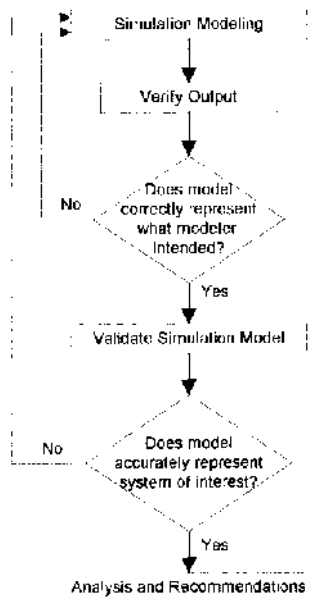 Simulation Modeling
Verify Output
Does model
correctly represent
what modeler
intended?
No
Yes
Validate Simulation Model
Does model
accurately represent
system of interest?
No
Yes
Analysis and Recommendations